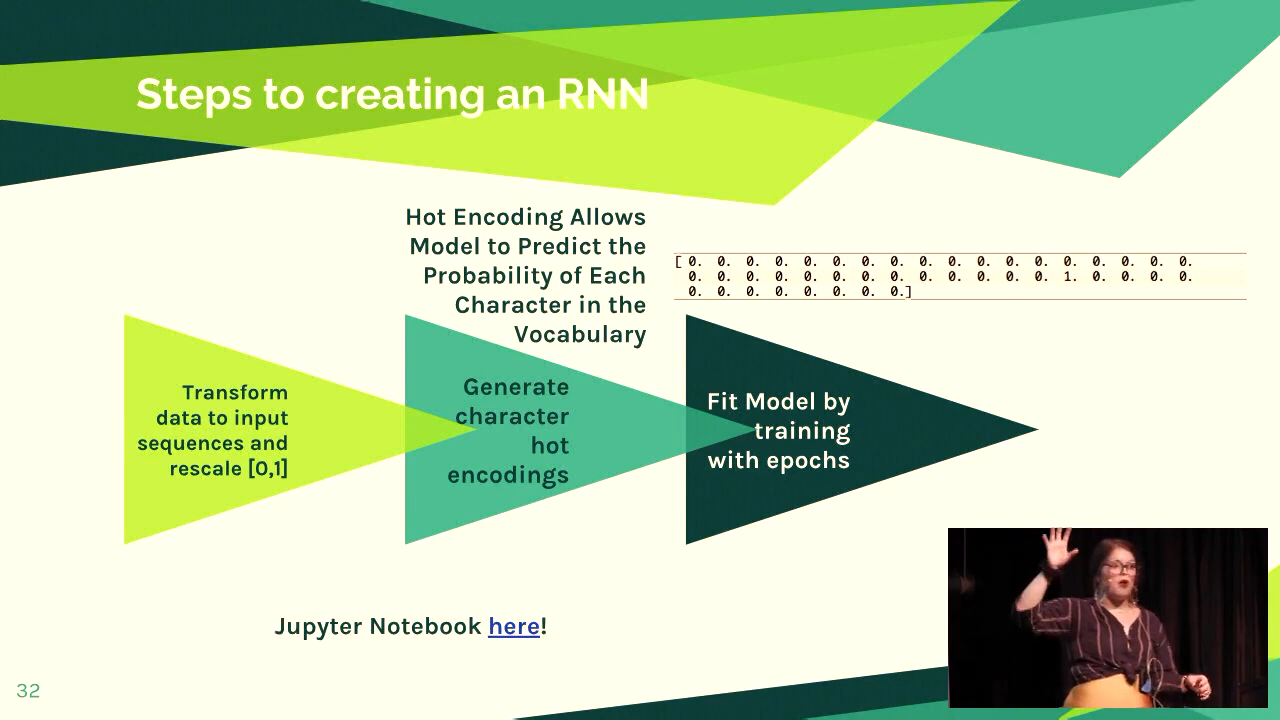 Steps to creating an RNN
Hot Encoding Allows
Model to Predict the
Probability of Each
Character in the
Vocabulary
[ 0. 0. 0. 0. 0. 0. 0. 0. 0. 0. 0. 0. 0. 0. 0. 0. 0. 0.
0. 0. 0. 0. 0. 0. 0. 0. 0. 0. 0. 0. 0. 1. 0. 0. 0. 0.
0. 0. 0. 0. 0. 0. 0. 0.]
Transform
data to input
sequences and
rescale [0,1]
Generate
character
hot
encodings
Fit Model by
training
with epochs
Jupyter Notebook here!
32